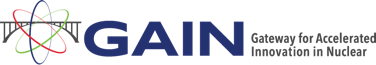 GAIN
Gateway for Accelerated
Innovation in Nuclear